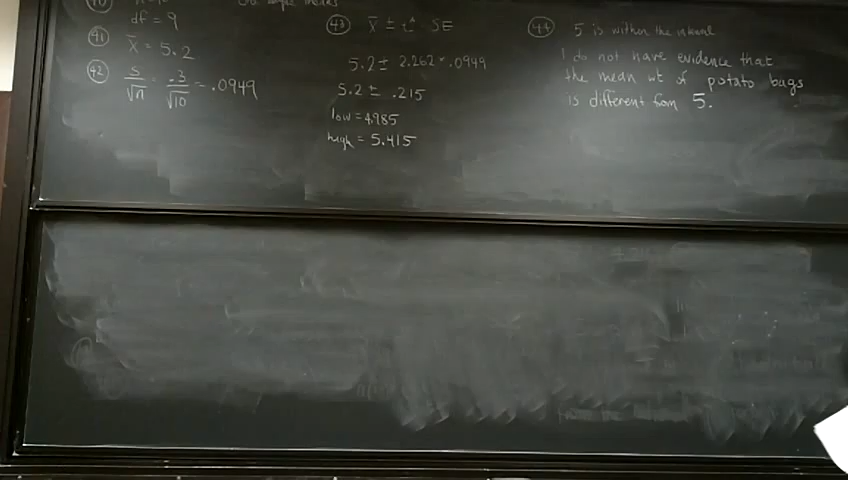 40
df = 9
41 x̄ = 5.2
42 s/√n = .3/√10 = .0949
43 x̄ ± t* SE
5.2 ± 2.262 * .0949
5.2 ± .215
low = 4.985
high = 5.415
44 5 is within the interval
I do not have evidence that
the mean wt of potato bags
is different from 5.